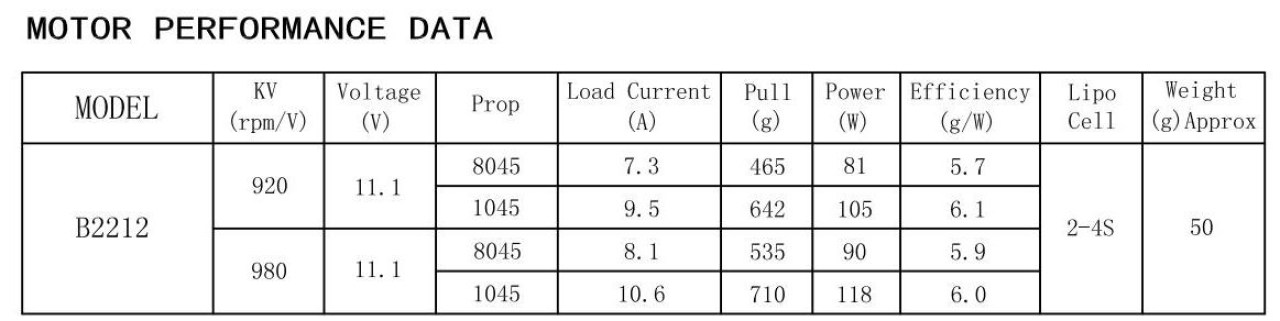 MOTOR PERFORMANCE DATA
MODEL KV (rpm/V) Voltage (V) Prop Load Current (A) Pull (g) Power (W) Efficiency (g/W) Lipo Cell Weight (g)Approx
B2212 920 11.1 8045 7.3 465 81 5.7 2-4S 50
1045 9.5 642 105 6.1
980 11.1 8045 8.1 535 90 5.9
1045 10.6 710 118 6.0